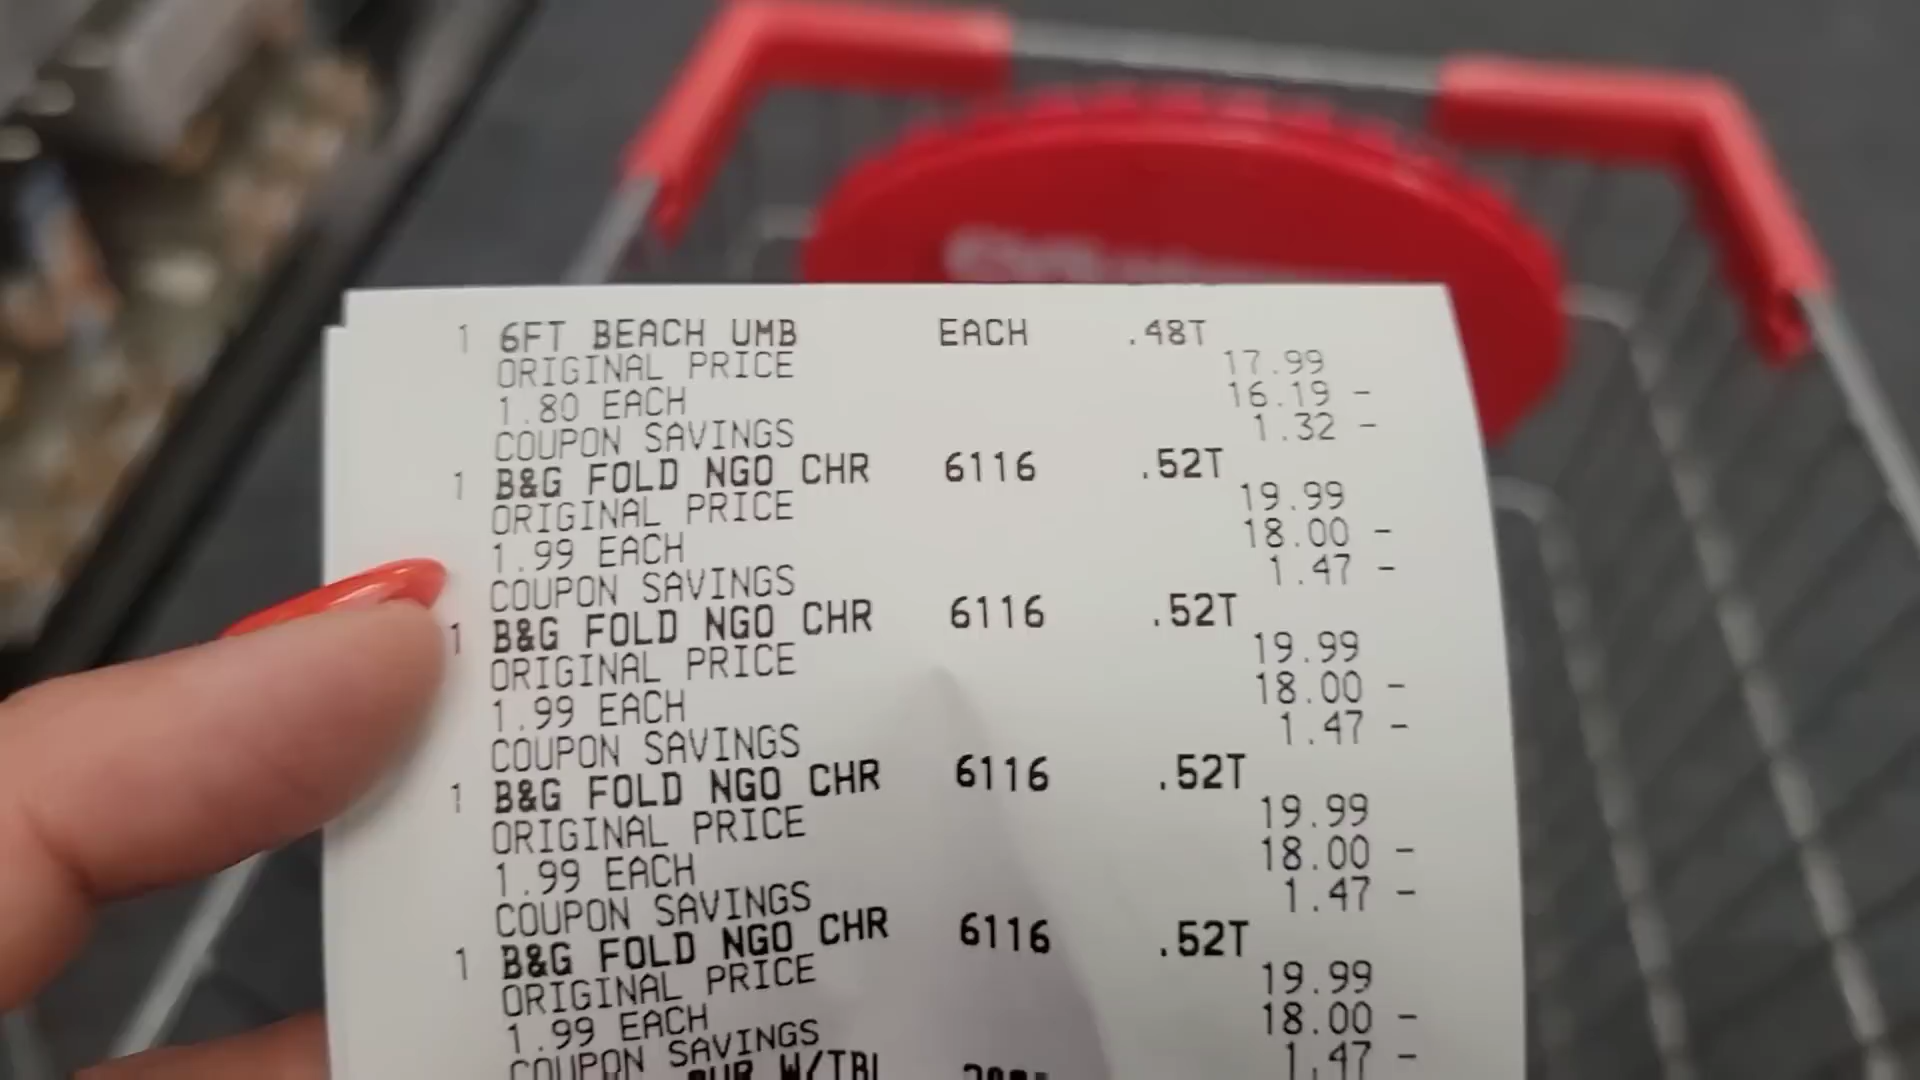 1 6FT BEACH UMB EACH .48T
ORIGINAL PRICE 17.99
1.80 EACH 16.19 -
COUPON SAVINGS 1.32 -
1 B&G FOLD NGO CHR 6116 .52T
ORIGINAL PRICE 19.99
1.99 EACH 18.00 -
COUPON SAVINGS 1.47 -
1 B&G FOLD NGO CHR 6116 .52T
ORIGINAL PRICE 19.99
1.99 EACH 18.00 -
COUPON SAVINGS 1.47 -
1 B&G FOLD NGO CHR 6116 .52T
ORIGINAL PRICE 19.99
1.99 EACH 18.00 -
COUPON SAVINGS 1.47 -
1 B&G FOLD NGO CHR 6116 .52T
ORIGINAL PRICE 19.99
1.99 EACH 18.00 -
COUPON SAVINGS 1.47 -
W/TBL